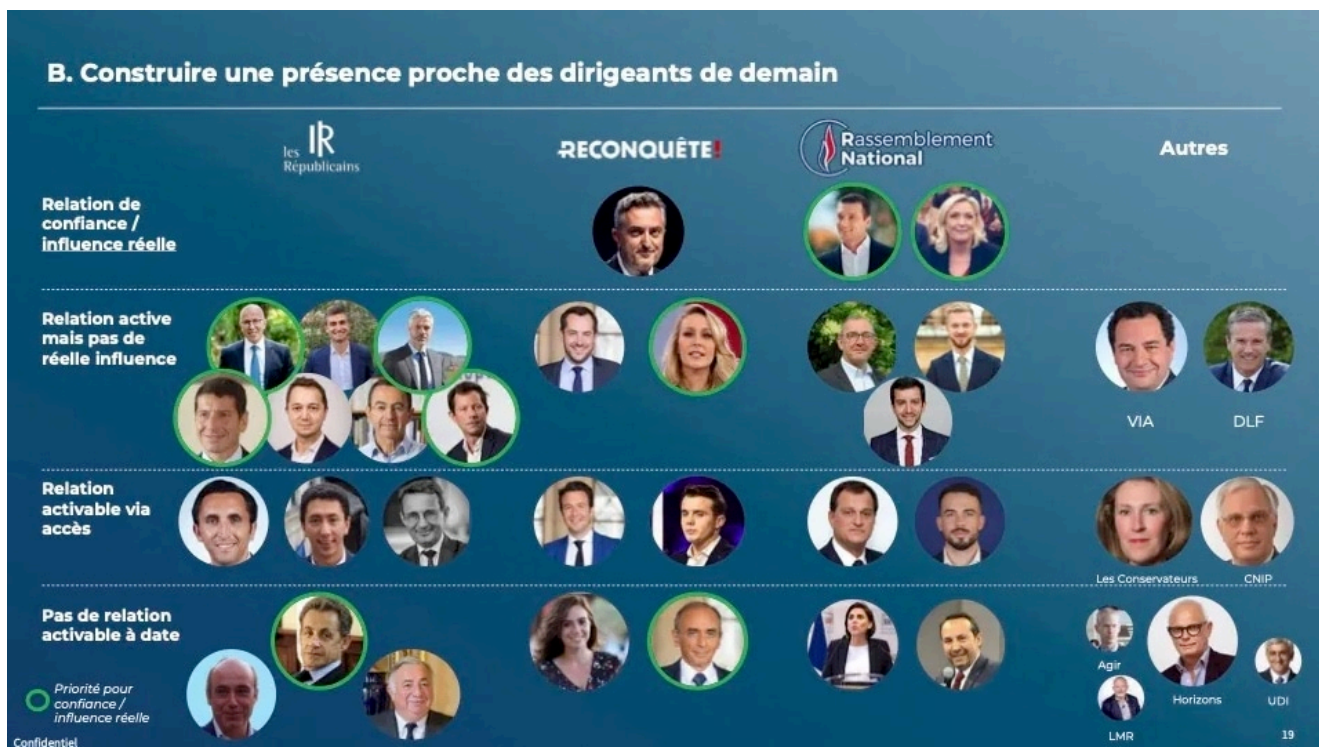 B. Construire une présence proche des dirigeants de demain
les
Républicains
RECONQUÊTE!
Rassemblement
National
Autres
Relation de
confiance /
influence réelle
Relation active
mais pas de
réelle influence
VIA
DLF
Relation
activable via
accès
Les Conservateurs
CNIP
Pas de relation
activable à date
Agir
Horizons
UDI
LMR
Priorité pour
confiance /
influence réelle
Confidentiel
19